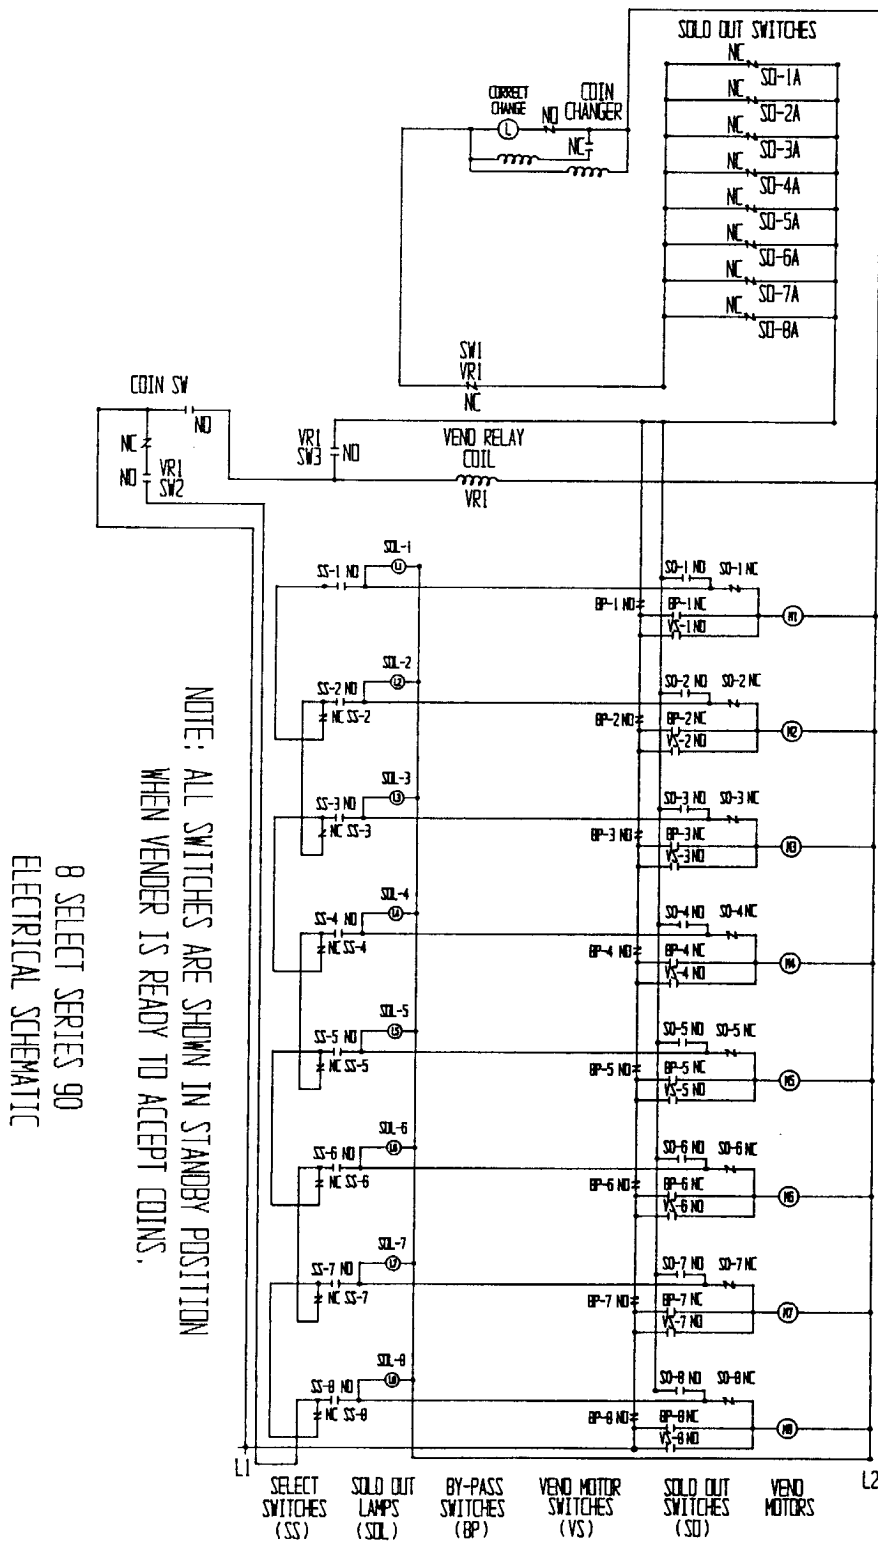 SOLD OUT SWITCHES
NC
SO-1A
NC
SO-2A
NC
SO-3A
NC
SO-4A
NC
SO-5A
NC
SO-6A
NC
SO-7A
NC
SO-8A
CORRECT
CHANGE
L
NO
COIN
CHANGER
NC
SW1
VR1
NC
COIN SW
NO
NC
NO
VR1
SW2
VR1
SW3
NO
VEND RELAY
COIL
VR1
SOL-1
L1
SS-1 NO
SO-1 NO
SO-1 NC
BP-1 NO
BP-1 NC
VS-1 NO
M1
SOL-2
L2
SS-2 NO
NC SS-2
SO-2 NO
SO-2 NC
BP-2 NO
BP-2 NC
VS-2 NO
M2
SOL-3
L3
SS-3 NO
NC SS-3
SO-3 NO
SO-3 NC
BP-3 NO
BP-3 NC
VS-3 NO
M3
SOL-4
L4
SS-4 NO
NC SS-4
SO-4 NO
SO-4 NC
BP-4 NO
BP-4 NC
VS-4 NO
M4
SOL-5
L5
SS-5 NO
NC SS-5
SO-5 NO
SO-5 NC
BP-5 NO
BP-5 NC
VS-5 NO
M5
SOL-6
L6
SS-6 NO
NC SS-6
SO-6 NO
SO-6 NC
BP-6 NO
BP-6 NC
VS-6 NO
M6
SOL-7
L7
SS-7 NO
NC SS-7
SO-7 NO
SO-7 NC
BP-7 NO
BP-7 NC
VS-7 NO
M7
SOL-8
L8
SS-8 NO
NC SS-8
SO-8 NO
SO-8 NC
BP-8 NO
BP-8 NC
VS-8 NO
M8
L1
L2
SELECT
SWITCHES
(SS)
SOLD OUT
LAMPS
(SOL)
BY-PASS
SWITCHES
(BP)
VEND MOTOR
SWITCHES
(VS)
SOLD OUT
SWITCHES
(SO)
VEND
MOTORS
NOTE: ALL SWITCHES ARE SHOWN IN STANDBY POSITION
WHEN VENDER IS READY TO ACCEPT COINS.
8 SELECT SERIES 90
ELECTRICAL SCHEMATIC